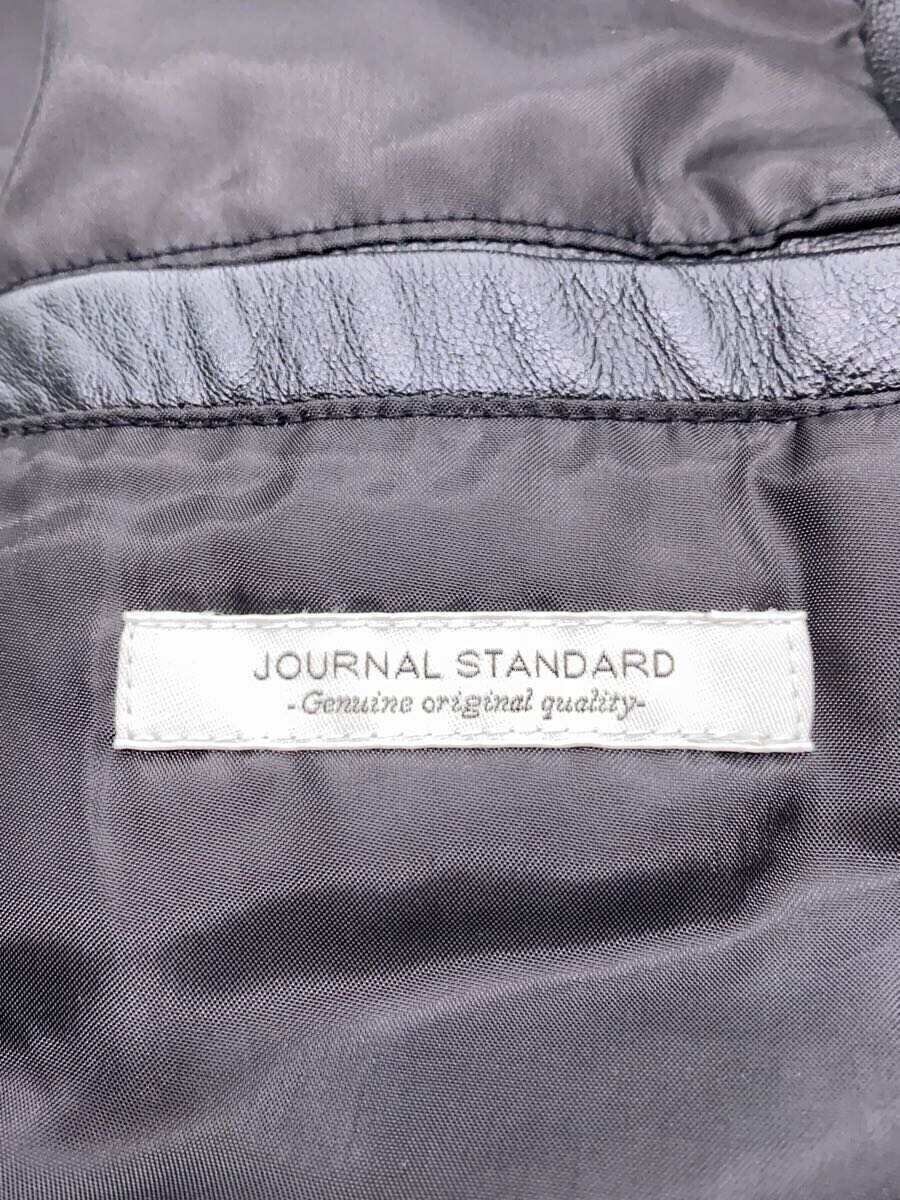 JOURNAL STANDARD
-Genuine original quality-